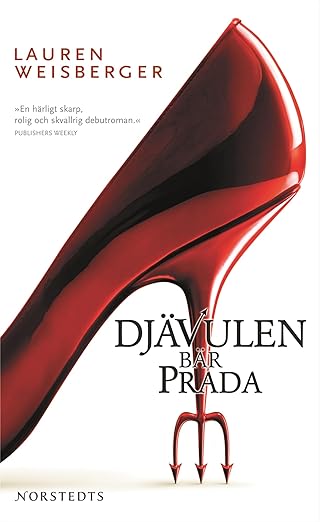 LAUREN
WEISBERGER
»En härligt skarp,
rolig och skvallrig debutroman.«
PUBLISHERS WEEKLY
DJÄVULEN
BÄR
PRADA
NORSTEDTS